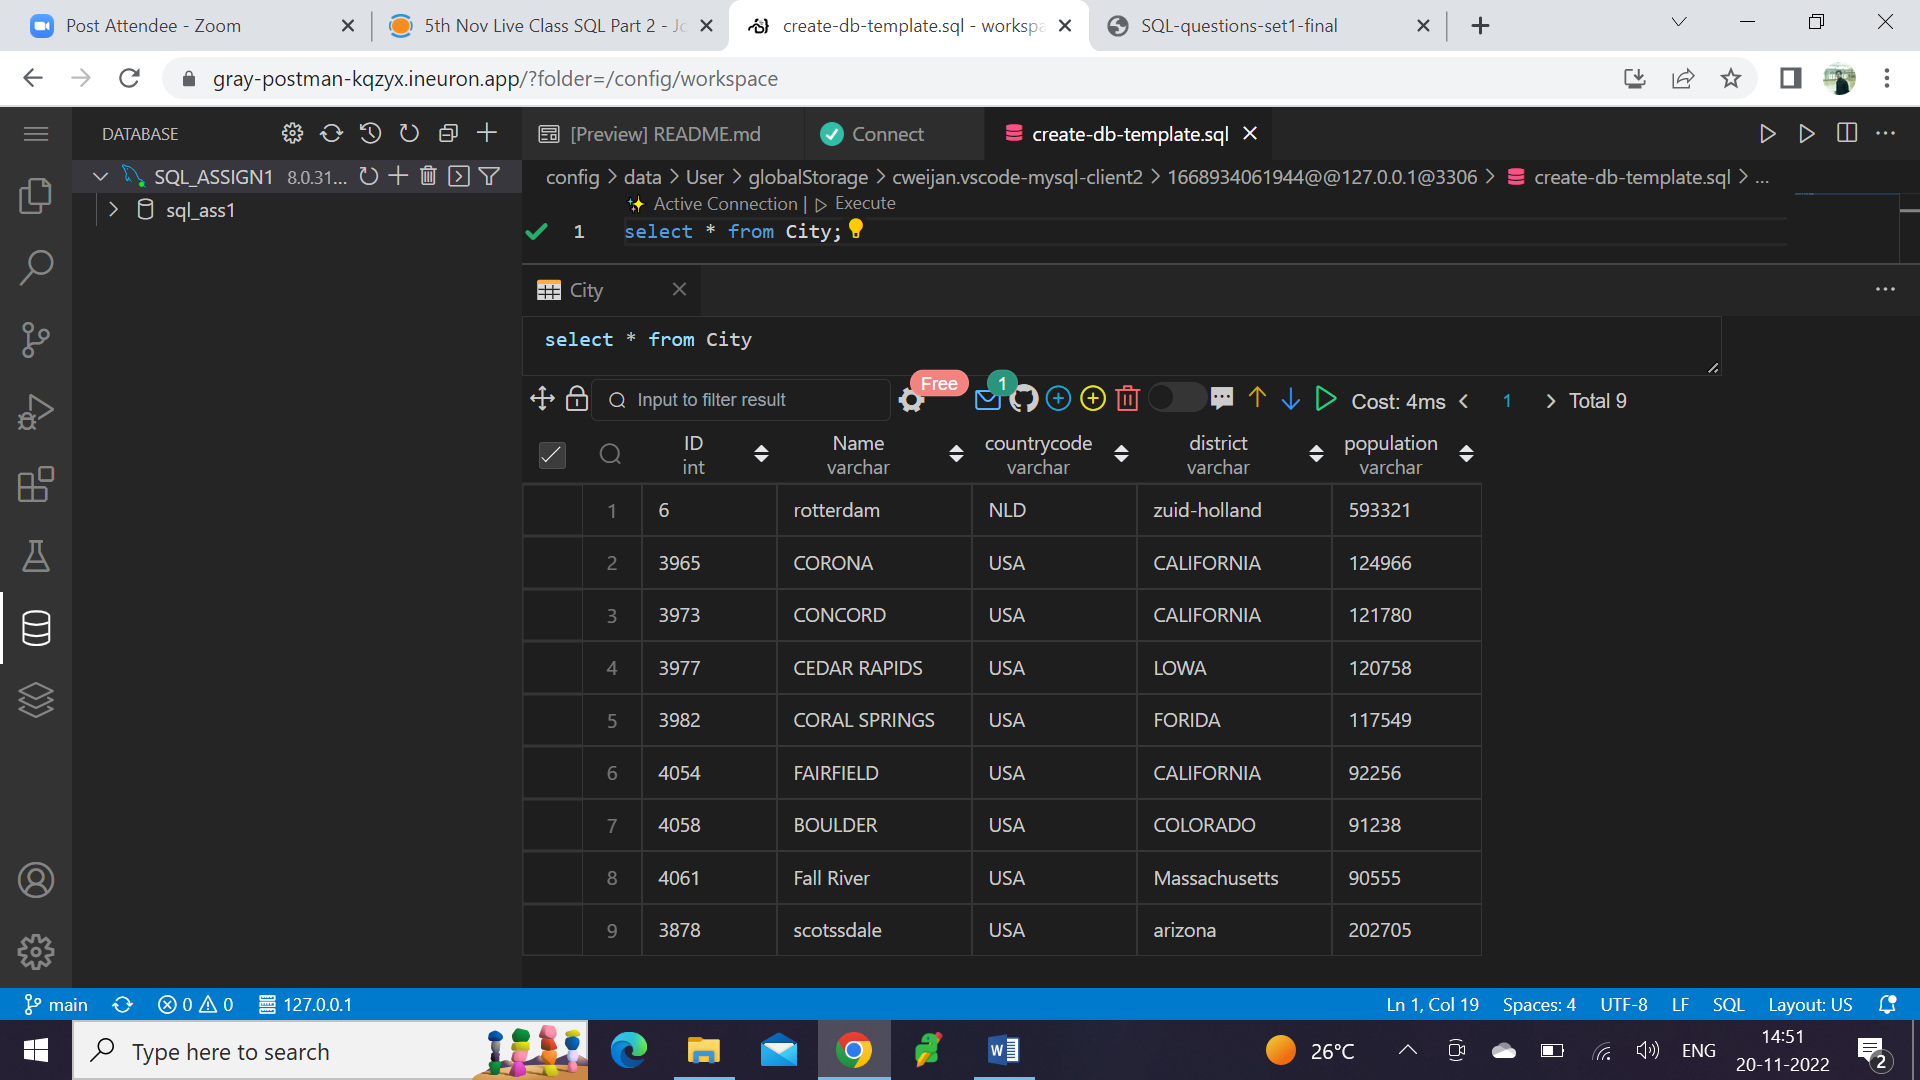 Post Attendee - Zoom
5th Nov Live Class SQL Part 2 - Jo
create-db-template.sql - workspa
SQL-questions-set1-final
gray-postman-kqzyx.ineuron.app/?folder=/config/workspace
DATABASE
[Preview] README.md
Connect
create-db-template.sql
SQL_ASSIGN1 8.0.31...
config > data > User > globalStorage > cweijan.vscode-mysql-client2 > 1668934061944@@127.0.0.1@3306 > create-db-template.sql > ...
sql_ass1
Active Connection | Execute
1 select * from City;
City
select * from City
Input to filter result
Free
1
Cost: 4ms
1
Total 9
ID Name countrycode district population
int varchar varchar varchar varchar
1 6 rotterdam NLD zuid-holland 593321
2 3965 CORONA USA CALIFORNIA 124966
3 3973 CONCORD USA CALIFORNIA 121780
4 3977 CEDAR RAPIDS USA LOWA 120758
5 3982 CORAL SPRINGS USA FORIDA 117549
6 4054 FAIRFIELD USA CALIFORNIA 92256
7 4058 BOULDER USA COLORADO 91238
8 4061 Fall River USA Massachusetts 90555
9 3878 scotssdale USA arizona 202705
main 0 0 127.0.0.1
Ln 1, Col 19 Spaces: 4 UTF-8 LF SQL Layout: US
Type here to search
26°C
ENG
14:51
20-11-2022
2